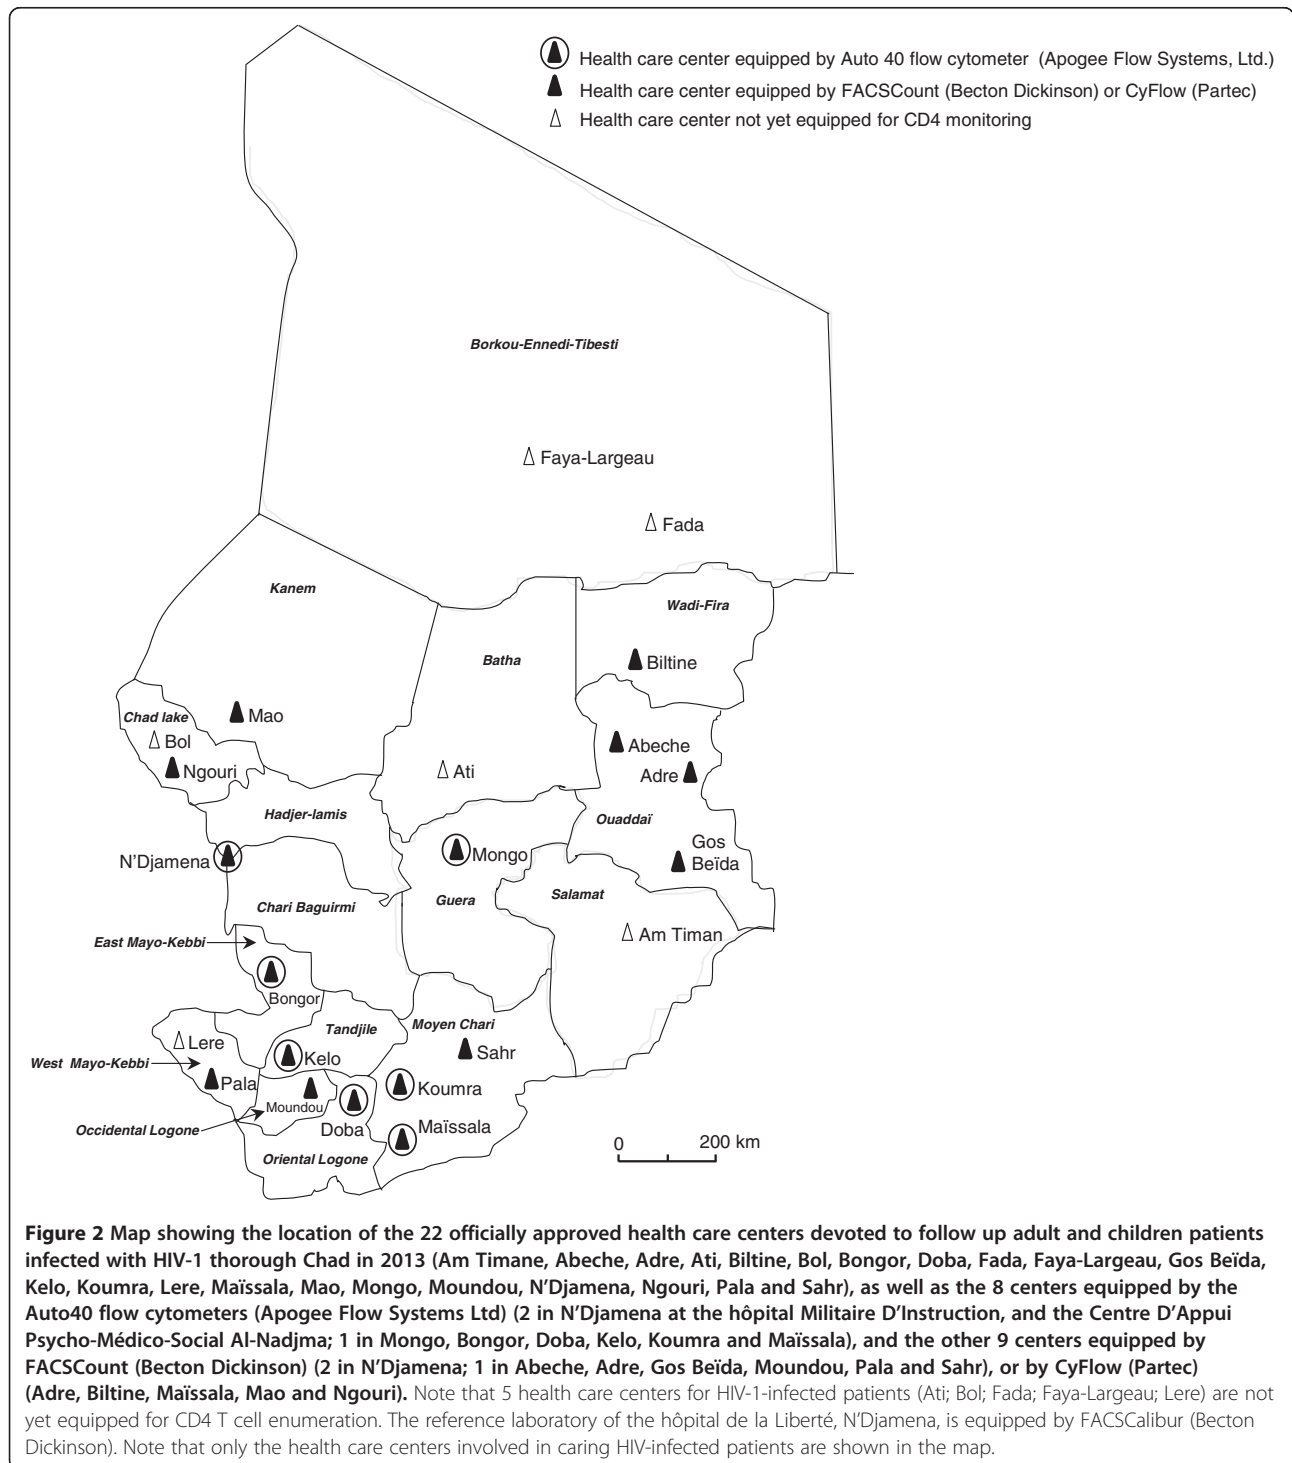 Health care center equipped by Auto 40 flow cytometer (Apogee Flow Systems, Ltd.)
Health care center equipped by FACSCount (Becton Dickinson) or CyFlow (Partec)
Health care center not yet equipped for CD4 monitoring
Borkou-Ennedi-Tibesti
Faya-Largeau
Fada
Kanem
Wadi-Fira
Batha
Biltine
Mao
Chad lake
Bol
Abeche
Ngouri
Ati
Adre
Hadjer-lamis
Ouaddaï
N'Djamena
Mongo
Gos
Beïda
Guera
Salamat
Chari Baguirmi
East Mayo-Kebbi
Am Timan
Bongor
Tandjile
Moyen Chari
Lere
Kelo
Sahr
West Mayo-Kebbi
Pala
Koumra
Moundou
Occidental Logone
Doba
Maïssala
Oriental Logone
0 200 km
Figure 2 Map showing the location of the 22 officially approved health care centers devoted to follow up adult and children patients
infected with HIV-1 thorough Chad in 2013 (Am Timane, Abeche, Adre, Ati, Biltine, Bol, Bongor, Doba, Fada, Faya-Largeau, Gos Beïda,
Kelo, Koumra, Lere, Maïssala, Mao, Mongo, Moundou, N'Djamena, Ngouri, Pala and Sahr), as well as the 8 centers equipped by the
Auto40 flow cytometers (Apogee Flow Systems Ltd) (2 in N'Djamena at the hôpital Militaire D'Instruction, and the Centre D'Appui
Psycho-Médico-Social Al-Nadjma; 1 in Mongo, Bongor, Doba, Kelo, Koumra and Maïssala), and the other 9 centers equipped by
FACSCount (Becton Dickinson) (2 in N'Djamena; 1 in Abeche, Adre, Gos Beïda, Moundou, Pala and Sahr), or by CyFlow (Partec)
(Adre, Biltine, Maïssala, Mao and Ngouri). Note that 5 health care centers for HIV-1-infected patients (Ati; Bol; Fada; Faya-Largeau; Lere) are not
yet equipped for CD4 T cell enumeration. The reference laboratory of the hôpital de la Liberté, N'Djamena, is equipped by FACSCalibur (Becton
Dickinson). Note that only the health care centers involved in caring HIV-infected patients are shown in the map.